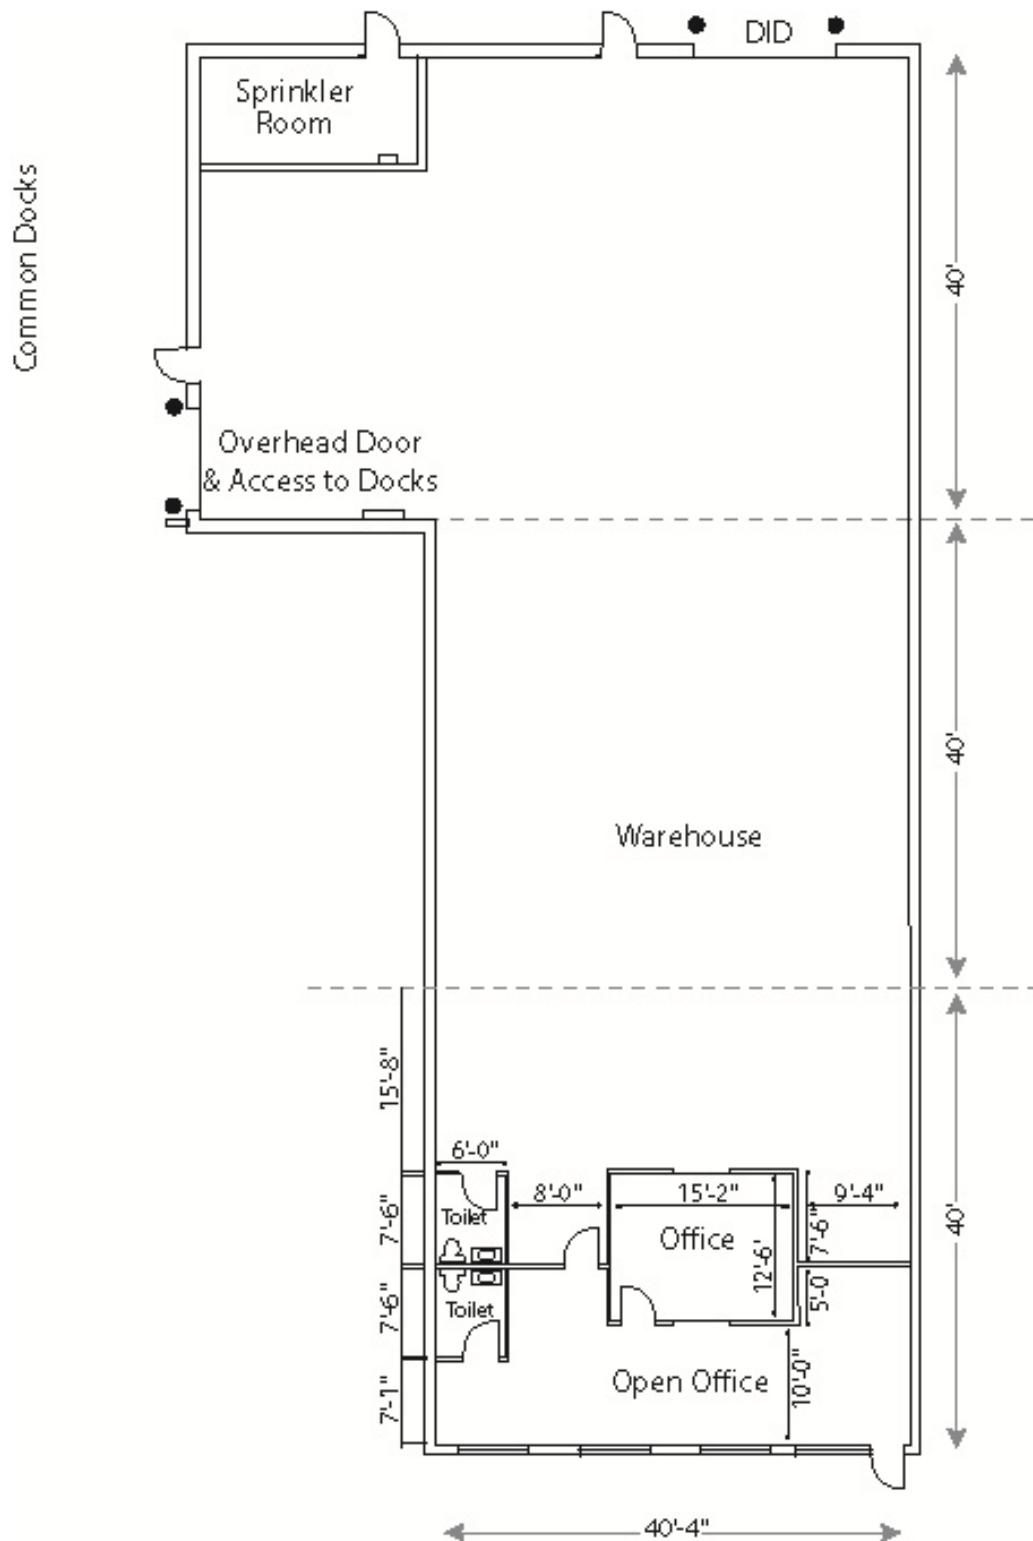 DID
Sprinkler
Room
Common Docks
40'
Overhead Door
& Access to Docks
40'
Warehouse
15'-8"
6'-0"
8'-0"
15'-2"
9'-4"
7'-6"
Toilet
Office
12'-6'
7'-6"
5'-0
40'
7'-6"
Toilet
Open Office
10'-0"
7'-1"
40'-4"